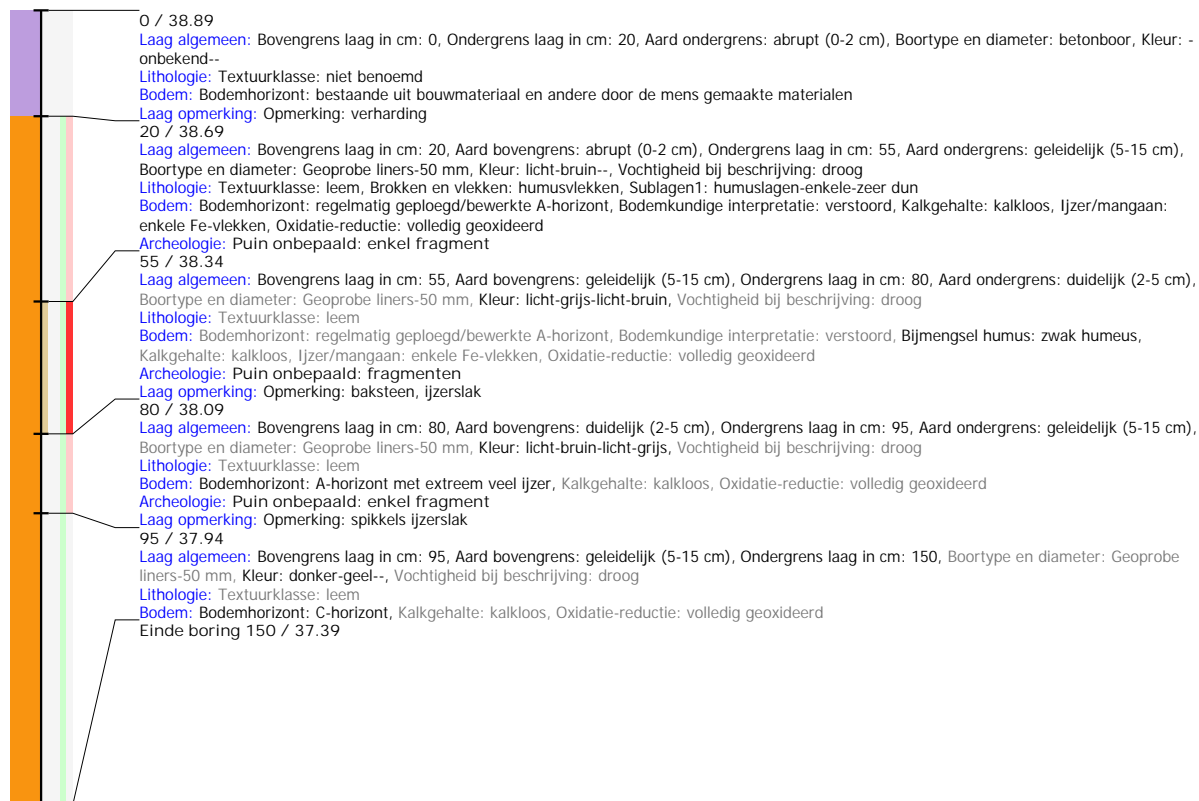 0 / 38.89
Laag algemeen: Bovengrens laag in cm: 0, Ondergrens laag in cm: 20, Aard ondergrens: abrupt (0-2 cm), Boortype en diameter: betonboor, Kleur: -
onbekend--
Lithologie: Textuurklasse: niet benoemd
Bodem: Bodemhorizont: bestaande uit bouwmateriaal en andere door de mens gemaakte materialen
Laag opmerking: Opmerking: verharding
20 / 38.69
Laag algemeen: Bovengrens laag in cm: 20, Aard bovengrens: abrupt (0-2 cm), Ondergrens laag in cm: 55, Aard ondergrens: geleidelijk (5-15 cm),
Boortype en diameter: Geoprobe liners-50 mm, Kleur: licht-bruin--, Vochtigheid bij beschrijving: droog
Lithologie: Textuurklasse: leem, Brokken en vlekken: humusvlekken, Sublagen1: humuslagen-enkele-zeer dun
Bodem: Bodemhorizont: regelmatig geploegd/bewerkte A-horizont, Bodemkundige interpretatie: verstoord, Kalkgehalte: kalkloos, Ijzer/mangaan:
enkele Fe-vlekken, Oxidatie-reductie: volledig geoxideerd
Archeologie: Puin onbepaald: enkel fragment
55 / 38.34
Laag algemeen: Bovengrens laag in cm: 55, Aard bovengrens: geleidelijk (5-15 cm), Ondergrens laag in cm: 80, Aard ondergrens: duidelijk (2-5 cm),
Boortype en diameter: Geoprobe liners-50 mm, Kleur: licht-grijs-licht-bruin, Vochtigheid bij beschrijving: droog
Lithologie: Textuurklasse: leem
Bodem: Bodemhorizont: regelmatig geploegd/bewerkte A-horizont, Bodemkundige interpretatie: verstoord, Bijmengsel humus: zwak humeus,
Kalkgehalte: kalkloos, Ijzer/mangaan: enkele Fe-vlekken, Oxidatie-reductie: volledig geoxideerd
Archeologie: Puin onbepaald: fragmenten
Laag opmerking: Opmerking: baksteen, ijzerslak
80 / 38.09
Laag algemeen: Bovengrens laag in cm: 80, Aard bovengrens: duidelijk (2-5 cm), Ondergrens laag in cm: 95, Aard ondergrens: geleidelijk (5-15 cm),
Boortype en diameter: Geoprobe liners-50 mm, Kleur: licht-bruin-licht-grijs, Vochtigheid bij beschrijving: droog
Lithologie: Textuurklasse: leem
Bodem: Bodemhorizont: A-horizont met extreem veel ijzer, Kalkgehalte: kalkloos, Oxidatie-reductie: volledig geoxideerd
Archeologie: Puin onbepaald: enkel fragment
Laag opmerking: Opmerking: spikkels ijzerslak
95 / 37.94
Laag algemeen: Bovengrens laag in cm: 95, Aard bovengrens: geleidelijk (5-15 cm), Ondergrens laag in cm: 150, Boortype en diameter: Geoprobe
liners-50 mm, Kleur: donker-geel--, Vochtigheid bij beschrijving: droog
Lithologie: Textuurklasse: leem
Bodem: Bodemhorizont: C-horizont, Kalkgehalte: kalkloos, Oxidatie-reductie: volledig geoxideerd
Einde boring 150 / 37.39